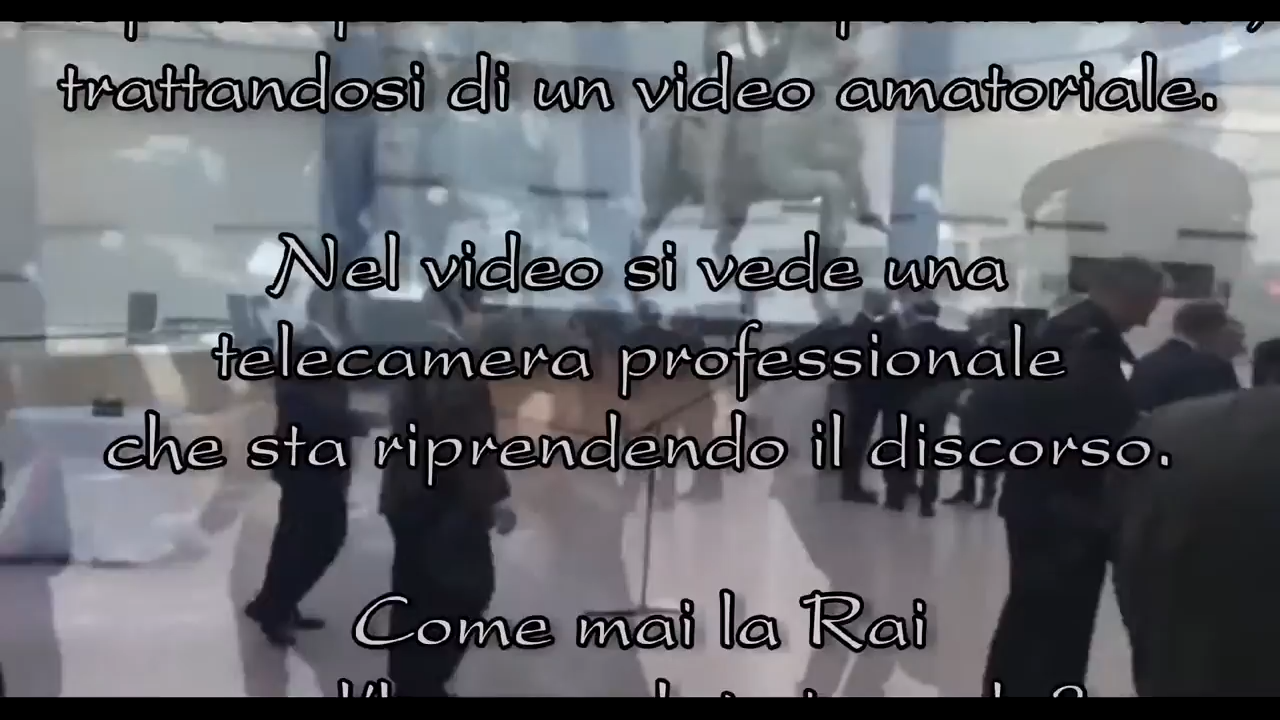 trattandosi di un video amatoriale.
Nel video si vede una
telecamera professionale
che sta riprendendo il discorso.
Come mai la Rai